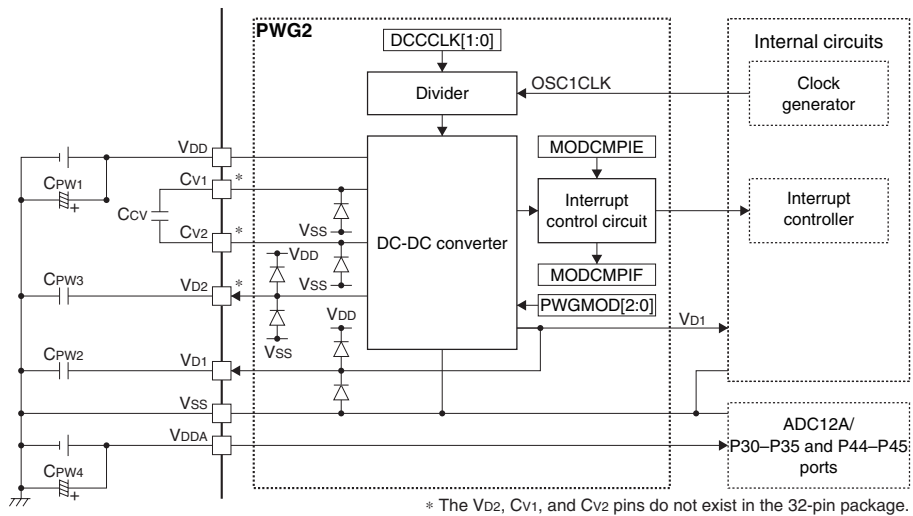 PWG2
DCCCLK[1:0]
Internal circuits
Divider
OSC1CLK
Clock
generator
VDD
MODCMPIE
CPW1
CV1 *
CCV
VSS
CV2 *
DC-DC converter
Interrupt
control circuit
Interrupt
controller
VDD
VSS
CPW3
VD2 *
MODCMPIF
PWGMOD[2:0]
VSS
VDD
VD1
CPW2
VD1
VSS
VDDA
CPW4
ADC12A/
P30–P35 and P44–P45
ports
+
+
* The VD2, CV1, and CV2 pins do not exist in the 32-pin package.